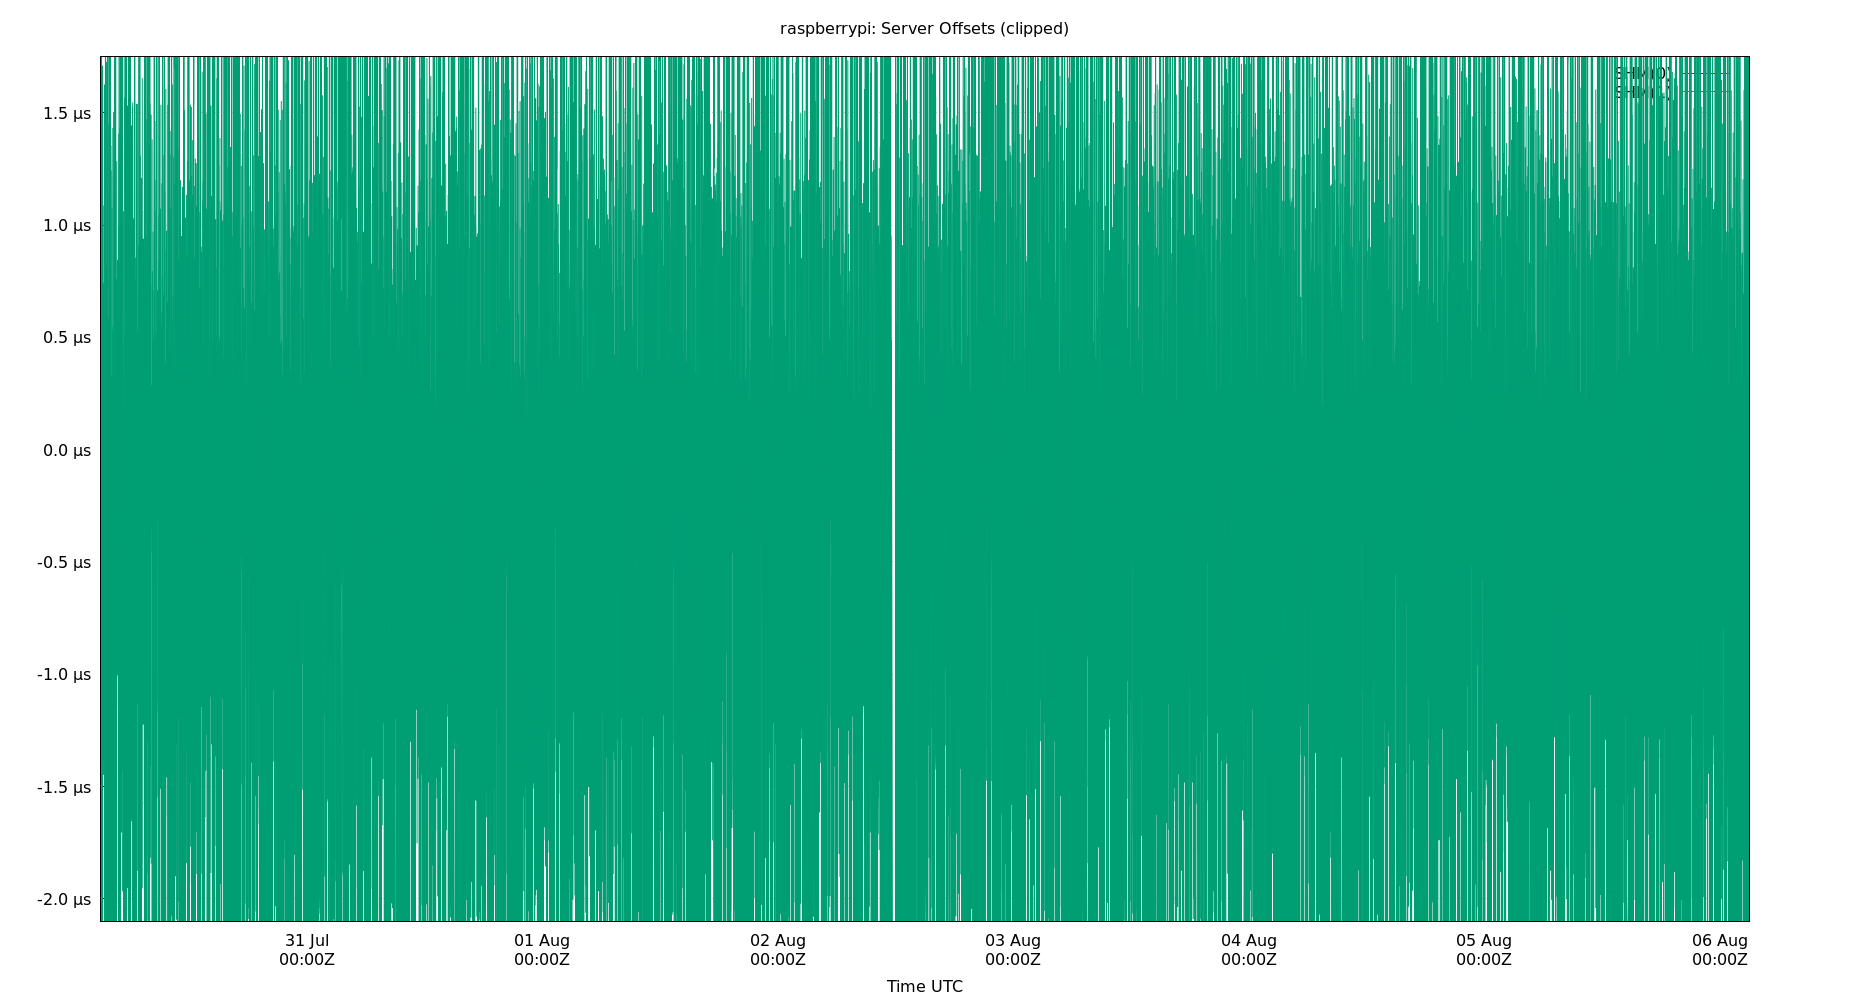 raspberrypi: Server Offsets (clipped)
SHM(0)
1.5 µs
1.0 µs
0.5 µs
0.0 µs
-0.5 µs
-1.0 µs
-1.5 µs
-2.0 µs
31 Jul 01 Aug 02 Aug 03 Aug 04 Aug 05 Aug 06 Aug
00:00Z 00:00Z 00:00Z 00:00Z 00:00Z 00:00Z 00:00Z
Time UTC